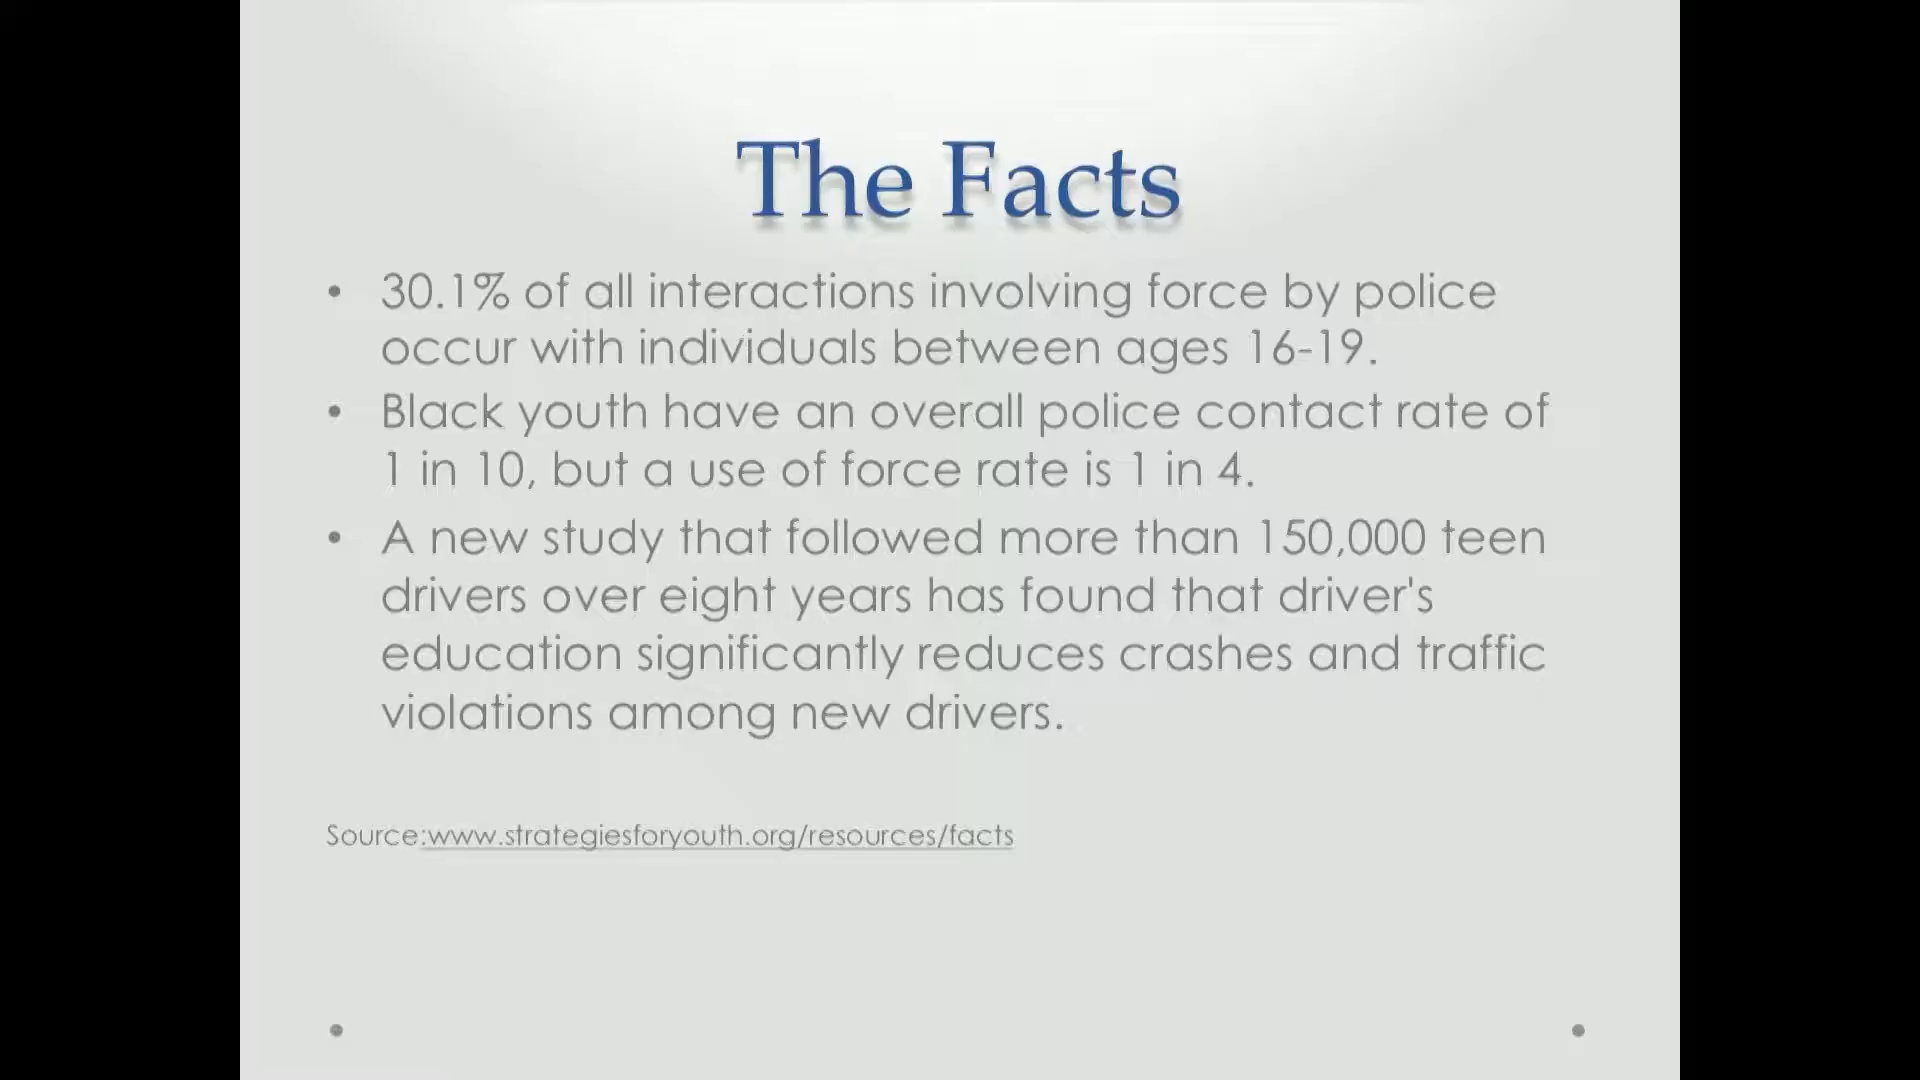 The Facts
• 30.1% of all interactions involving force by police
occur with individuals between ages 16-19.
• Black youth have an overall police contact rate of
1 in 10, but a use of force rate is 1 in 4.
• A new study that followed more than 150,000 teen
drivers over eight years has found that driver's
education significantly reduces crashes and traffic
violations among new drivers.
Source:www.strategiesforyouth.org/resources/facts